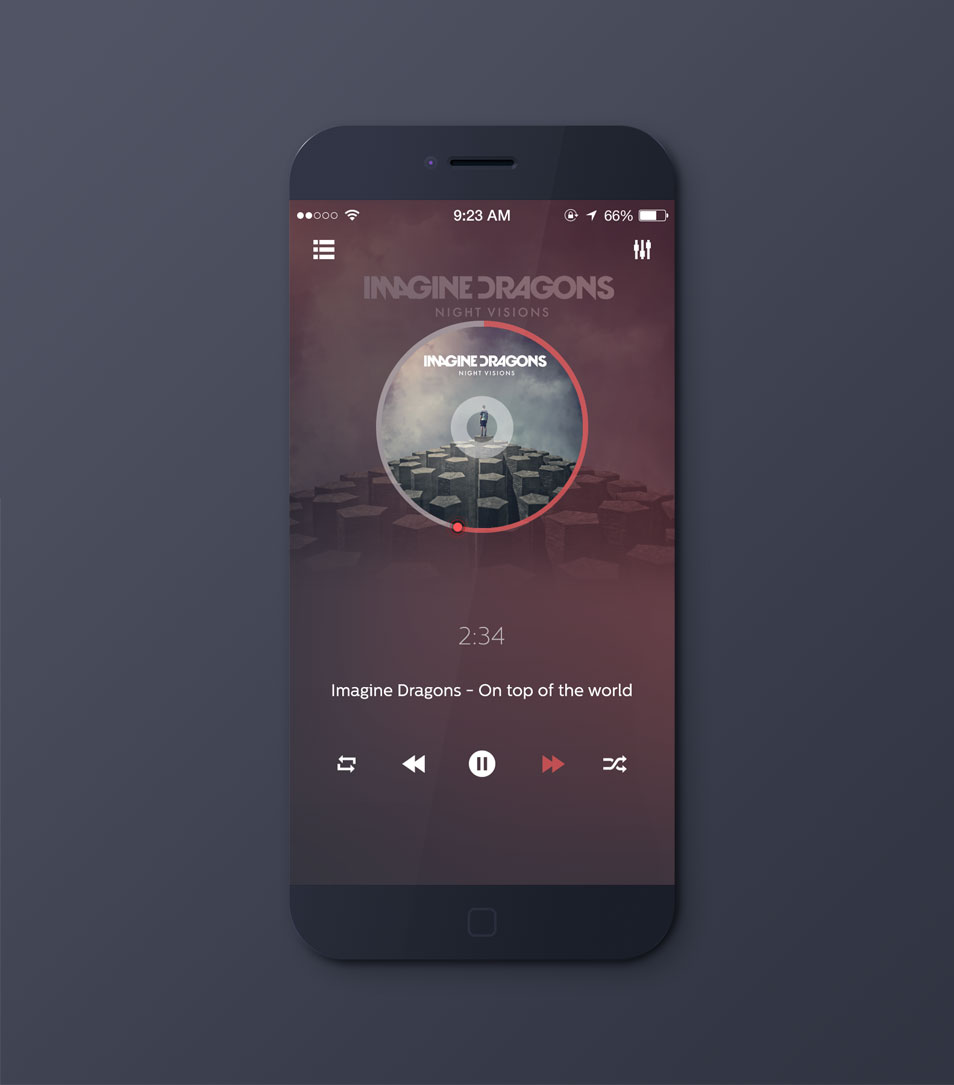 9:23 AM
66%
IMAGINE DRAGONS
NIGHT VISIONS
IMAGINE DRAGONS
NIGHT VISIONS
2:34
Imagine Dragons - On top of the world